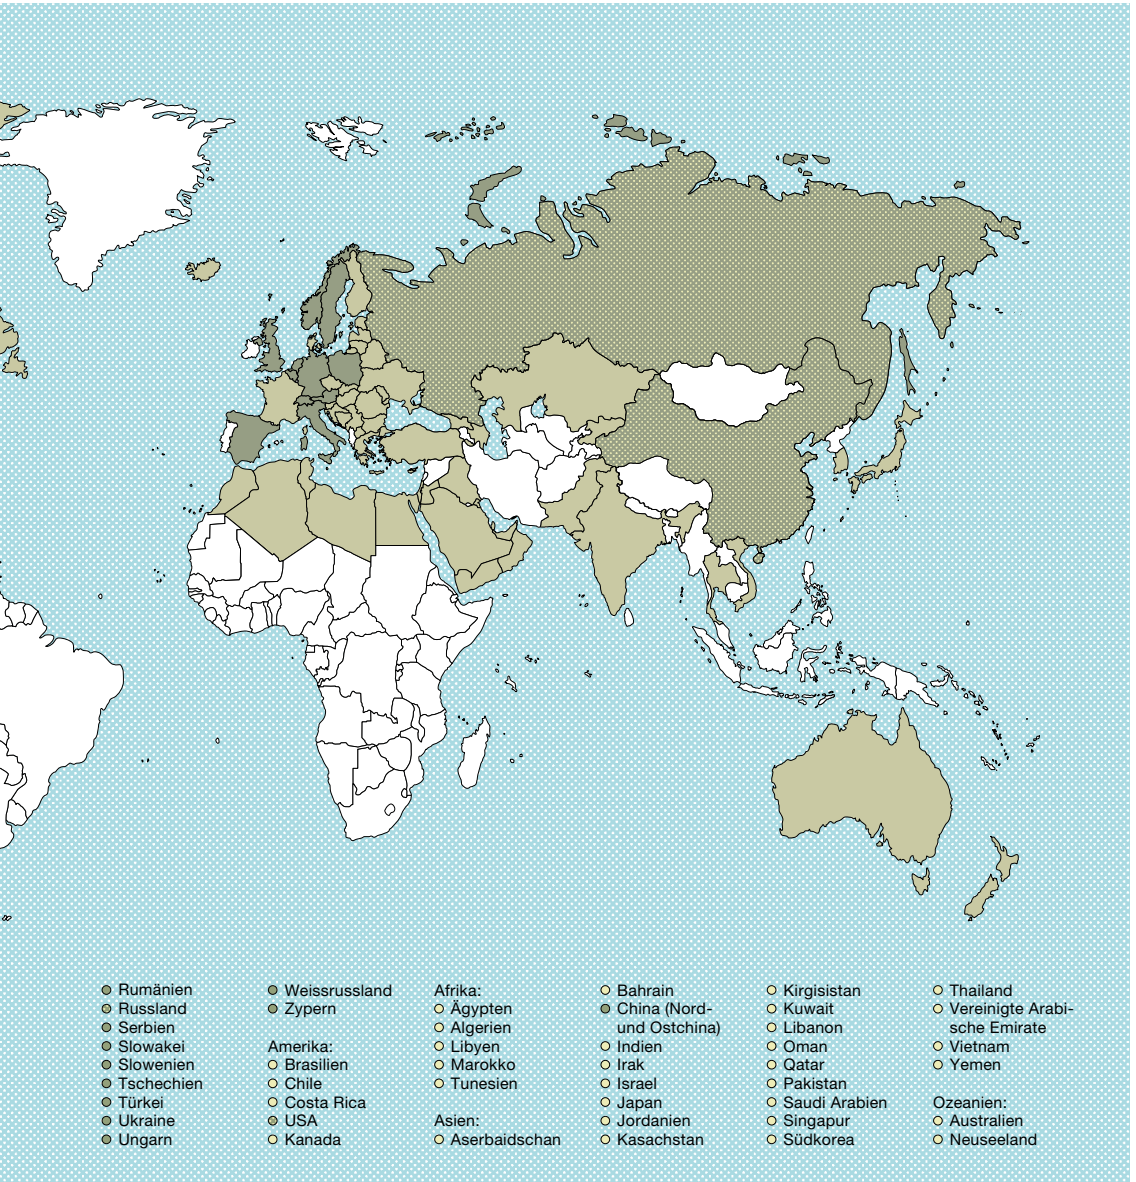 Rumänien
Russland
Serbien
Slowakei
Slowenien
Tschechien
Türkei
Ukraine
Ungarn
Weissrussland
Zypern
Amerika:
Brasilien
Chile
Costa Rica
USA
Kanada
Afrika:
Ägypten
Algerien
Libyen
Marokko
Tunesien
Asien:
Aserbaidschan
Bahrain
China (Nord-
und Ostchina)
Indien
Irak
Israel
Japan
Jordanien
Kasachstan
Kirgisistan
Kuwait
Libanon
Oman
Qatar
Pakistan
Saudi Arabien
Singapur
Südkorea
Thailand
Vereinigte Arabi-
sche Emirate
Vietnam
Yemen
Ozeanien:
Australien
Neuseeland